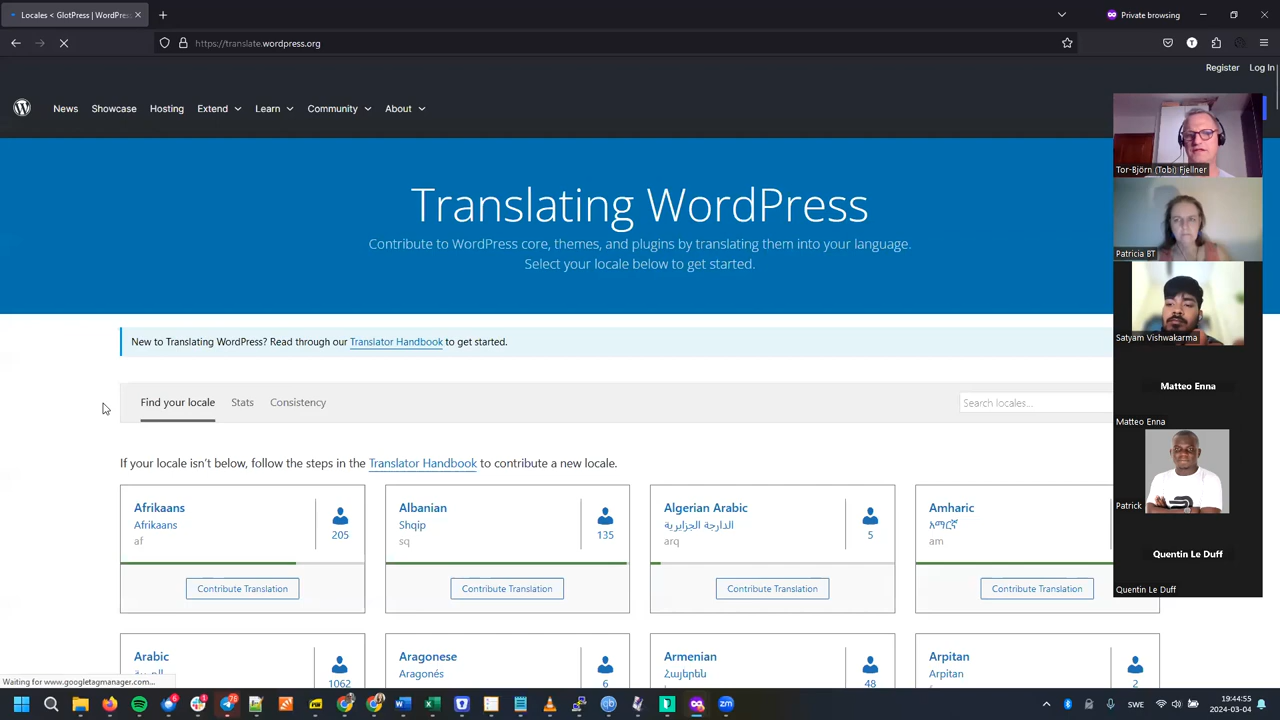 Locales < GlotPress | WordPres
Private browsing
https://translate.wordpress.org
Register
Log In
News
Showcase
Hosting
Extend
Learn
Community
About
Translating WordPress
Contribute to WordPress core, themes, and plugins by translating them into your language.
Select your locale below to get started.
New to Translating WordPress? Read through our Translator Handbook to get started.
Find your locale
Stats
Consistency
Search locales...
If your locale isn't below, follow the steps in the Translator Handbook to contribute a new locale.
Afrikaans
Afrikaans
af
205
Contribute Translation
Albanian
Shqip
sq
135
Contribute Translation
Algerian Arabic
الدارجة الجزايرية
arq
5
Contribute Translation
Amharic
አማርኛ
am
Contribute Translation
Arabic
العربية
1062
Aragonese
Aragonés
6
Armenian
Հայերեն
48
Arpitan
Arpitan
2
Tor-Björn (Tobi) Fjellner
Patricia BT
Satyam Vishwakarma
Matteo Enna
Matteo Enna
Patrick
Quentin Le Duff
Quentin Le Duff
Waiting for www.googletagmanager.com...
SWE
19:44:55
2024-03-04